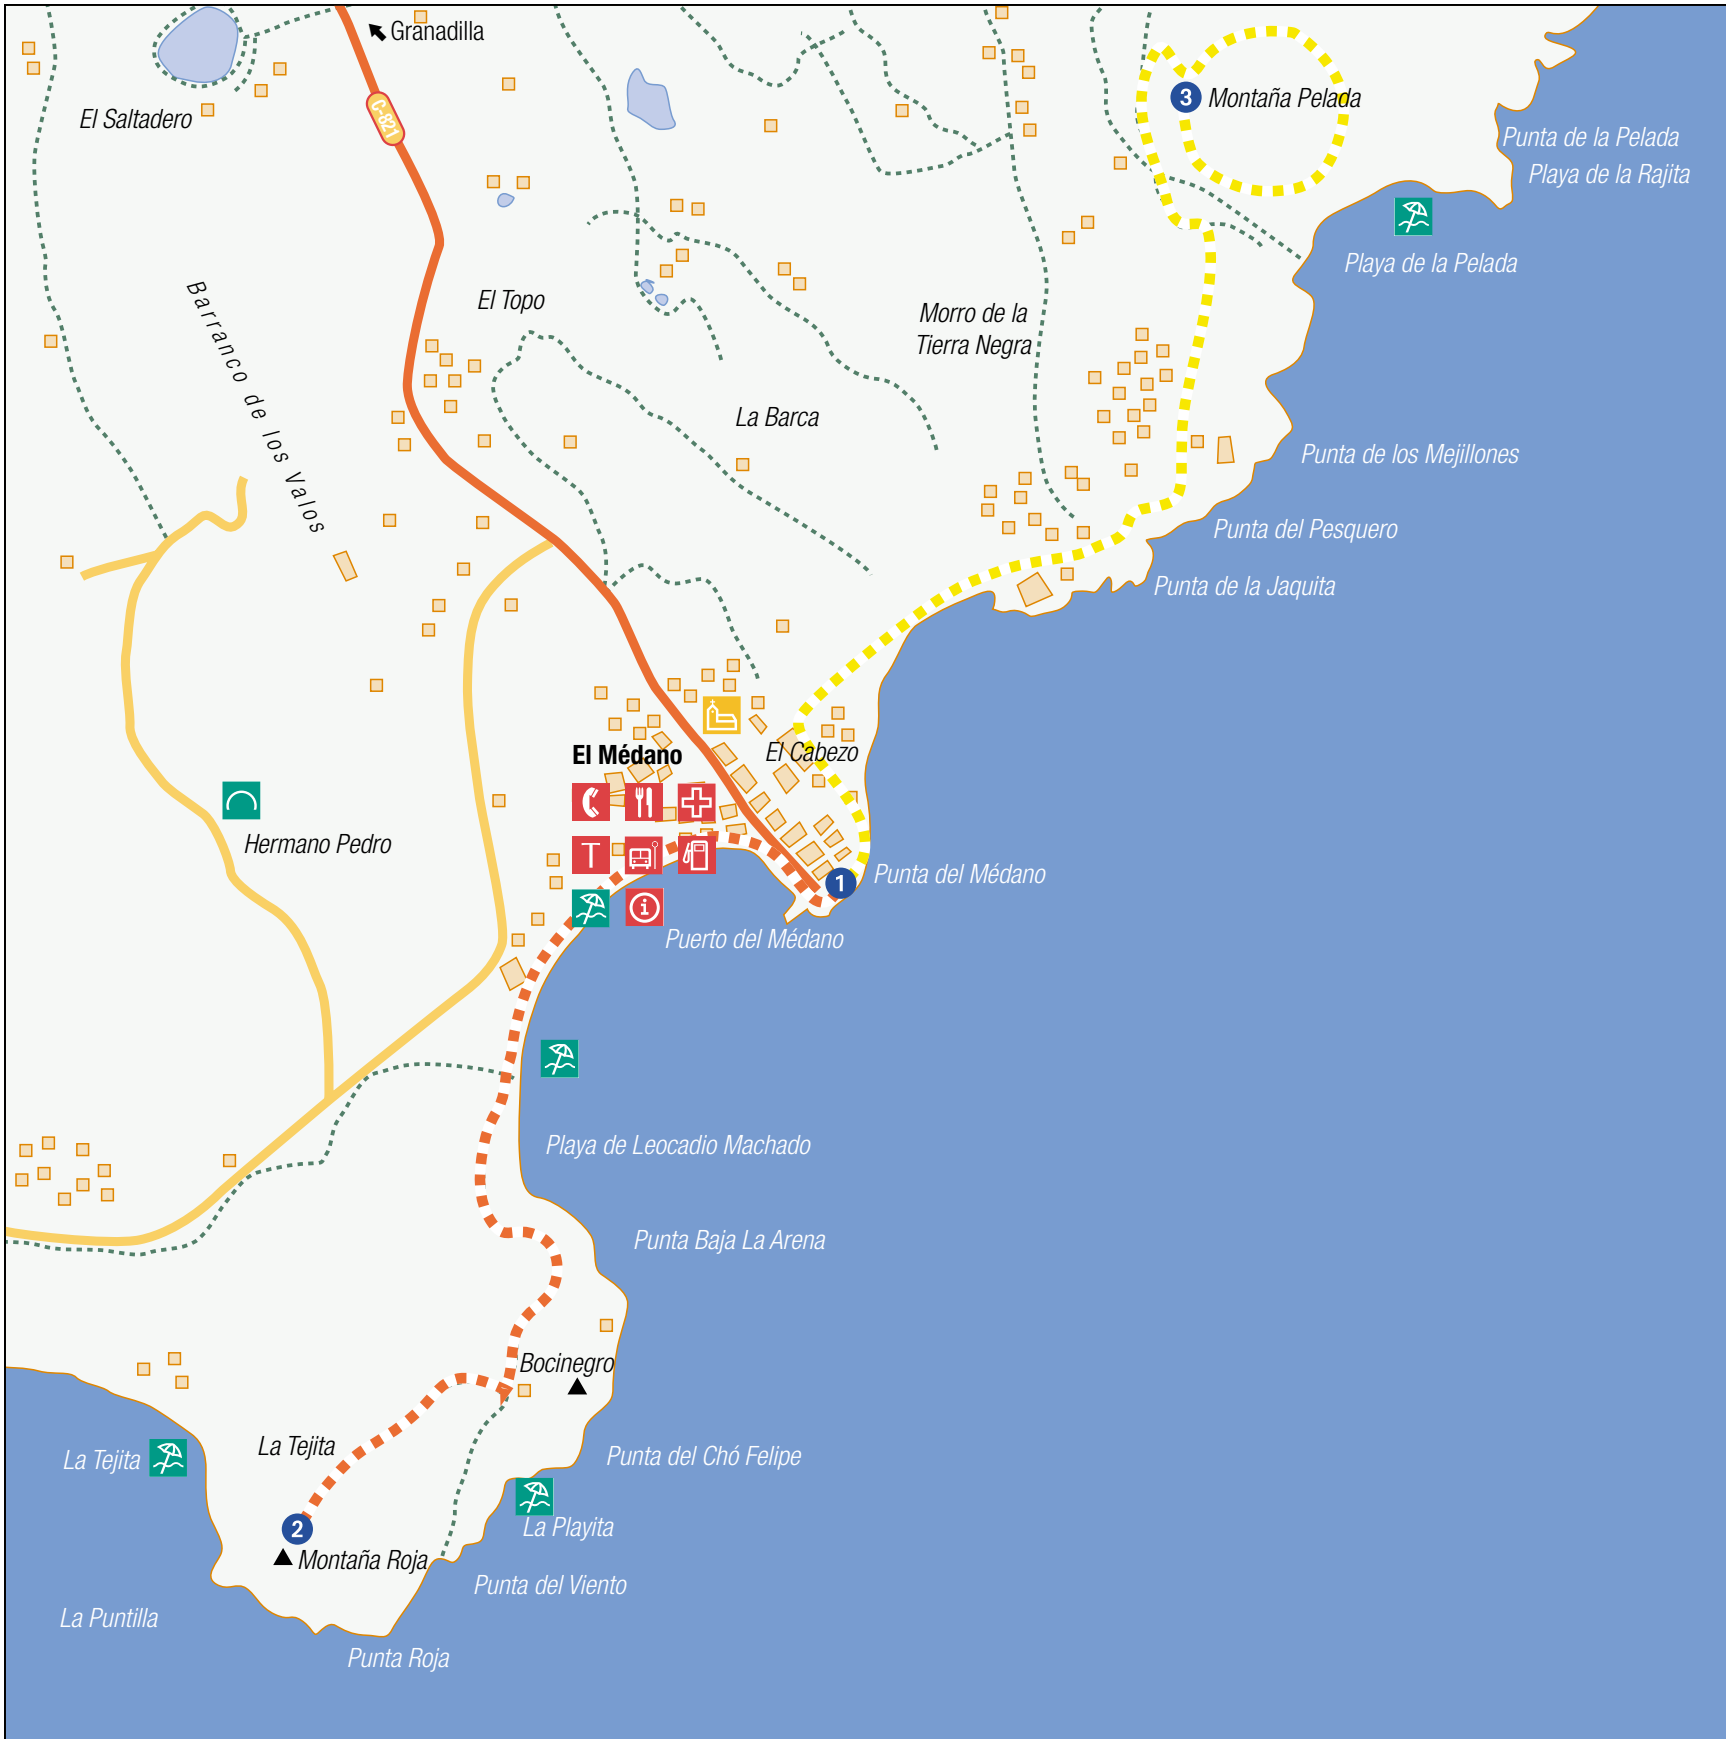 Granadilla
C-821
El Saltadero
3
Montaña Pelada
Punta de la Pelada
Playa de la Rajita
Playa de la Pelada
Barranco de los Valos
El Topo
Morro de la
Tierra Negra
La Barca
Punta de los Mejillones
Punta del Pesquero
Punta de la Jaquita
El Médano
El Cabezo
Hermano Pedro
T
i
1
Punta del Médano
Puerto del Médano
Playa de Leocadio Machado
Punta Baja La Arena
Bocinegro
La Tejita
La Tejita
Punta del Chó Felipe
La Playita
2
Montaña Roja
Punta del Viento
La Puntilla
Punta Roja